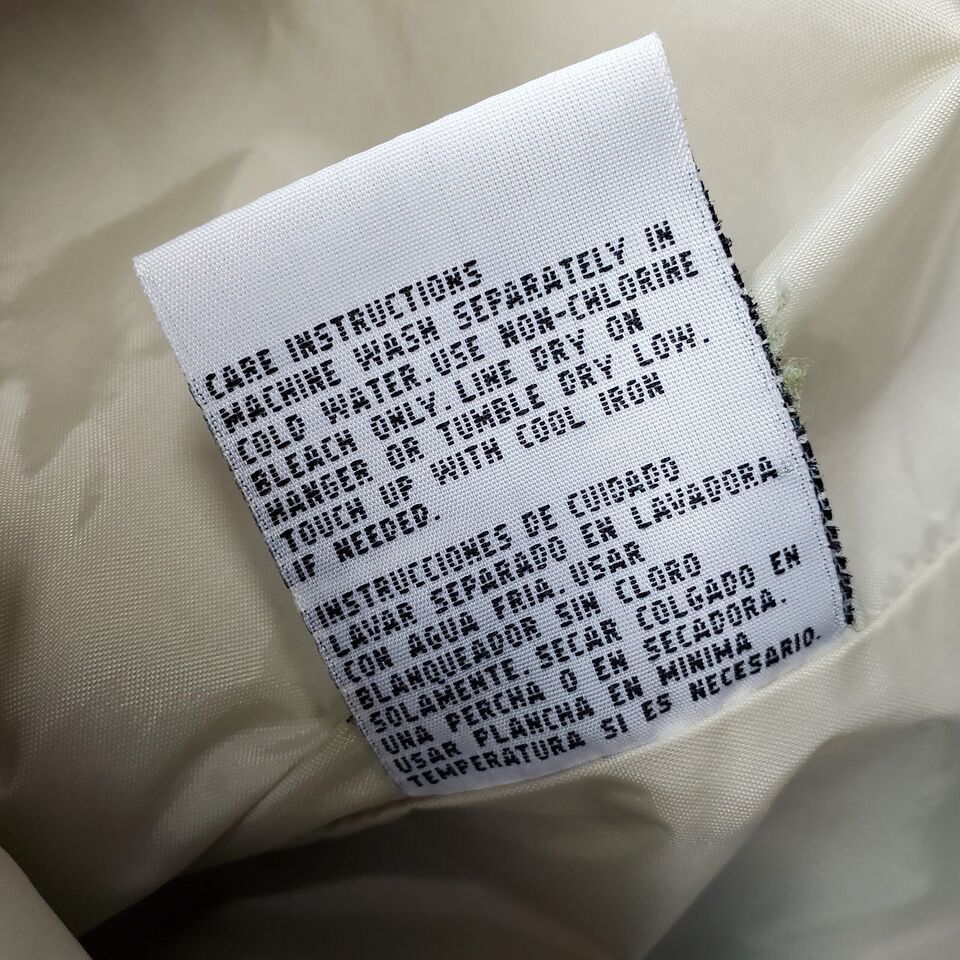 CARE INSTRUCTIONS
MACHINE WASH SEPARATELY IN
COLD WATER.USE NON-CHLORINE
BLEACH ONLY.LINE DRY ON
HANGER OR TUMBLE DRY LOW.
TOUCH UP WITH COOL IRON
IF NEEDED.
INSTRUCCIONES DE CUIDADO
LAVAR SEPARADO EN LAVADORA
CON AGUA FRIA. USAR
BLANQUEADOR SIN CLORO
SOLAMENTE. SECAR COLGADO EN
UNA PERCHA O EN SECADORA.
USAR PLANCHA EN MINIMA
TEMPERATURA SI ES NECESARIO.